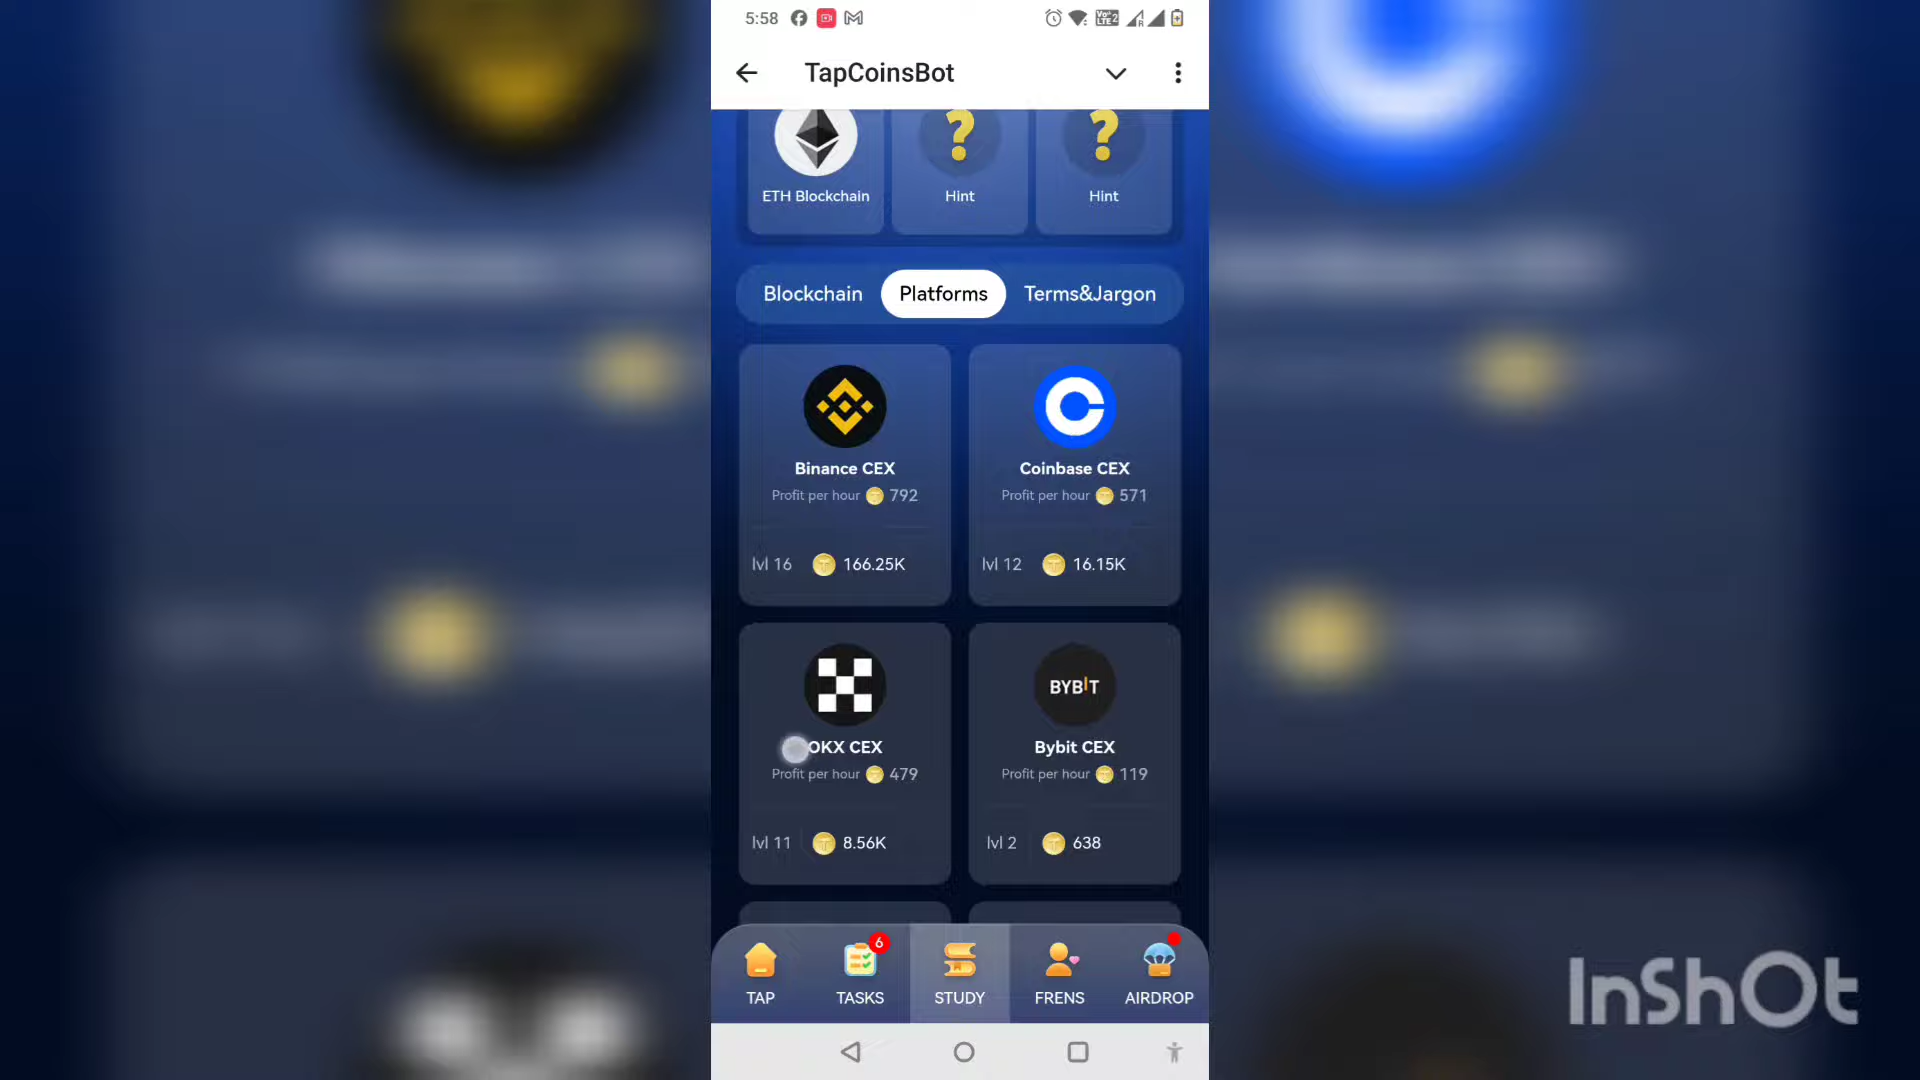 5:58
Vo LTE 2
R
TapCoinsBot
? ?
ETH Blockchain Hint Hint
Blockchain Platforms Terms&Jargon
Binance CEX Coinbase CEX
Profit per hour 792 Profit per hour 571
lvl 16 166.25K lvl 12 16.15K
BYBIT
OKX CEX Bybit CEX
Profit per hour 479 Profit per hour 119
lvl 11 8.56K lvl 2 638
6
TAP TASKS STUDY FRENS AIRDROP
InShOt